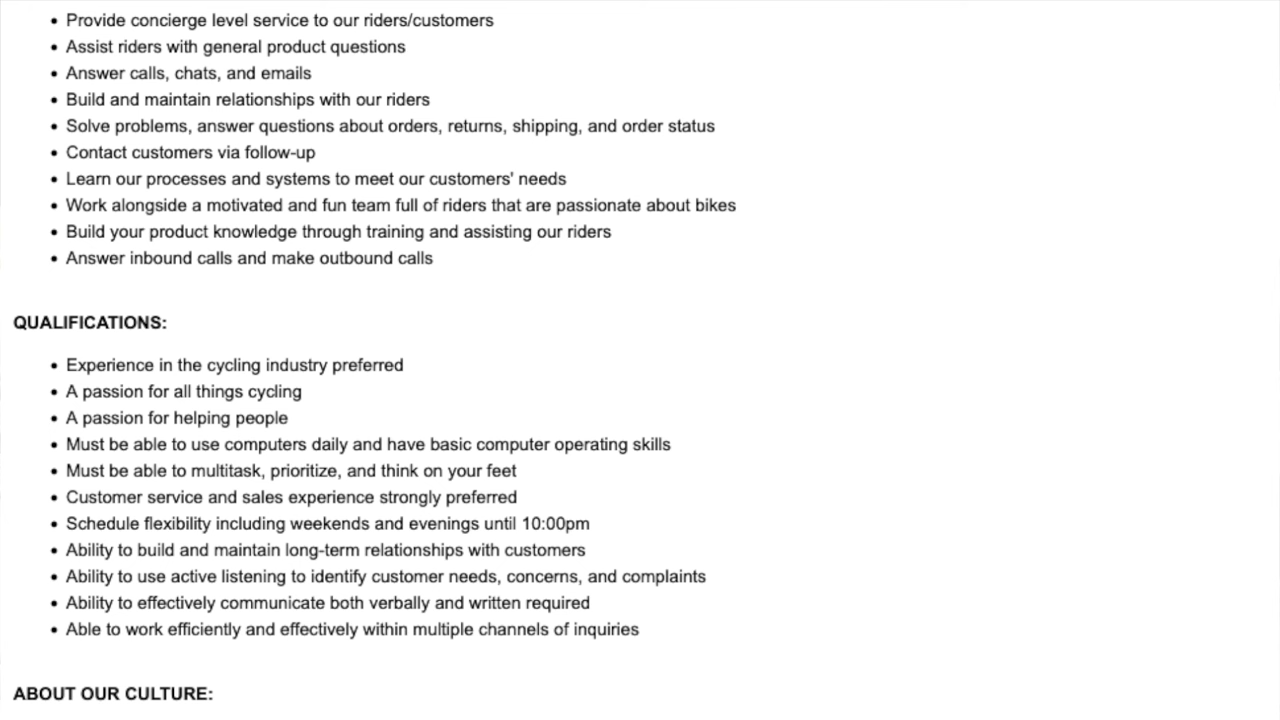 • Provide concierge level service to our riders/customers
• Assist riders with general product questions
• Answer calls, chats, and emails
• Build and maintain relationships with our riders
• Solve problems, answer questions about orders, returns, shipping, and order status
• Contact customers via follow-up
• Learn our processes and systems to meet our customers' needs
• Work alongside a motivated and fun team full of riders that are passionate about bikes
• Build your product knowledge through training and assisting our riders
• Answer inbound calls and make outbound calls
QUALIFICATIONS:
• Experience in the cycling industry preferred
• A passion for all things cycling
• A passion for helping people
• Must be able to use computers daily and have basic computer operating skills
• Must be able to multitask, prioritize, and think on your feet
• Customer service and sales experience strongly preferred
• Schedule flexibility including weekends and evenings until 10:00pm
• Ability to build and maintain long-term relationships with customers
• Ability to use active listening to identify customer needs, concerns, and complaints
• Ability to effectively communicate both verbally and written required
• Able to work efficiently and effectively within multiple channels of inquiries
ABOUT OUR CULTURE: